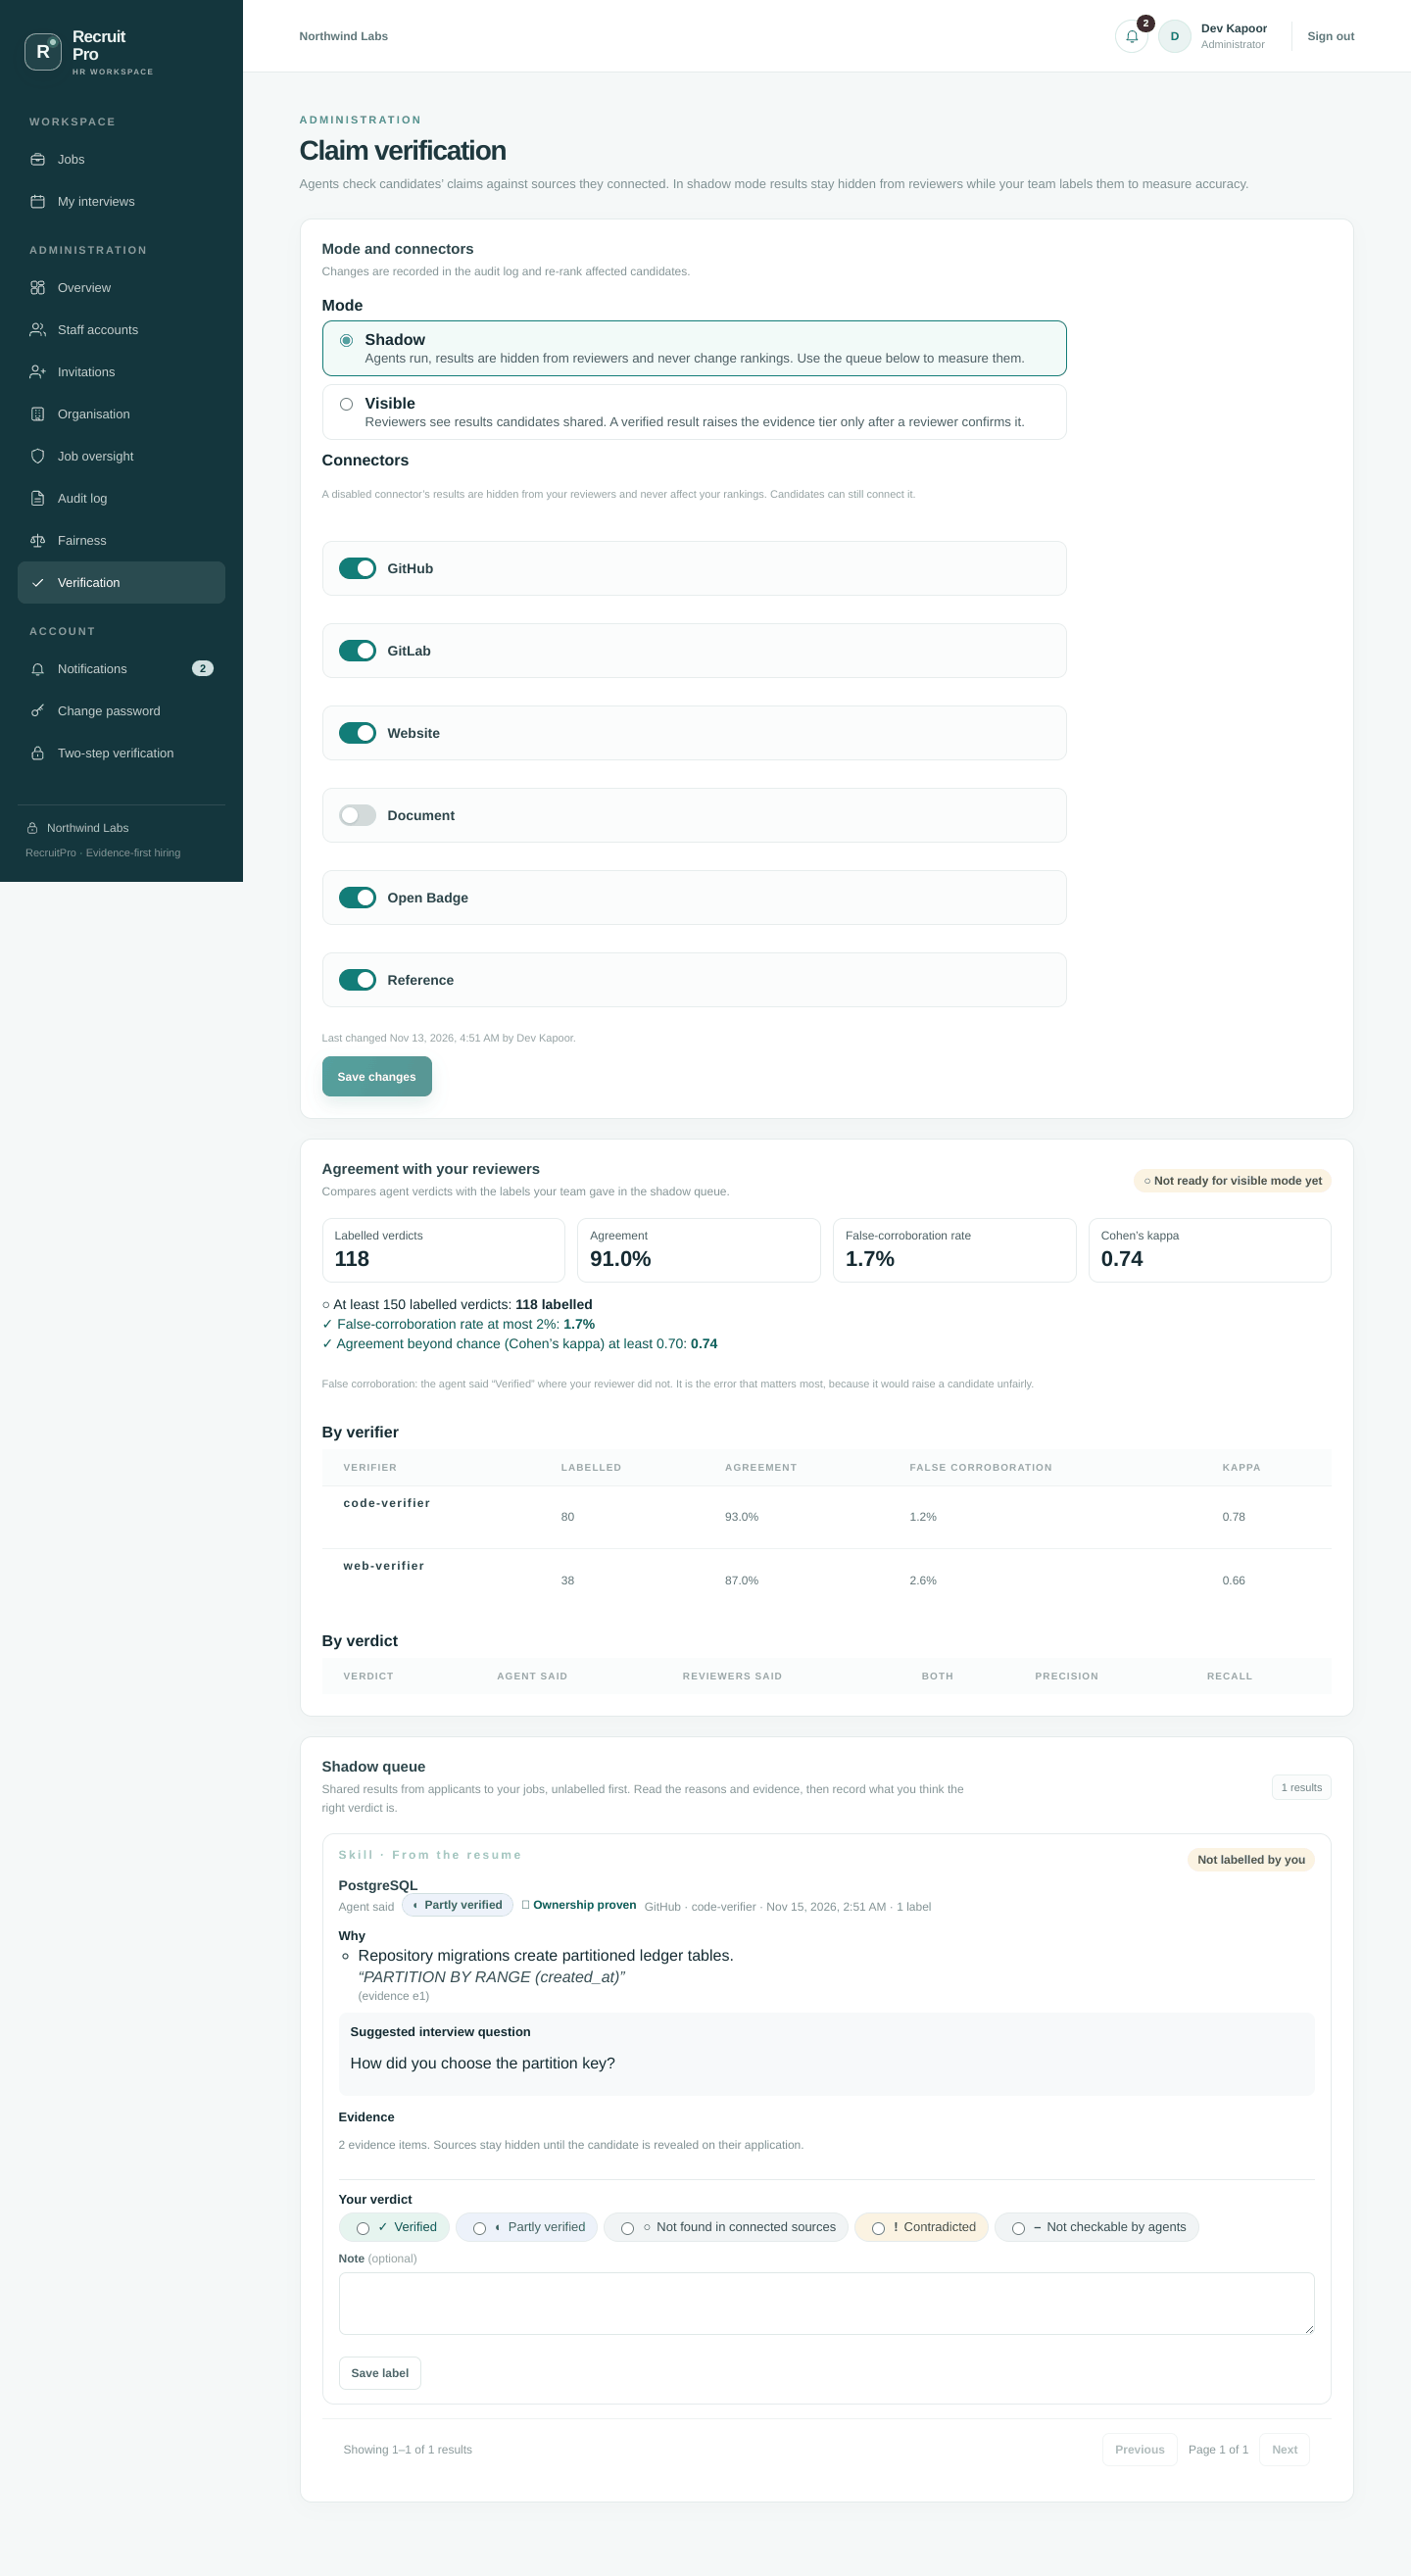 R
Recruit
Pro
HR WORKSPACE
WORKSPACE
Jobs
My interviews
ADMINISTRATION
Overview
Staff accounts
Invitations
Organisation
Job oversight
Audit log
Fairness
Verification
ACCOUNT
Notifications 2
Change password
Two-step verification
Northwind Labs
RecruitPro · Evidence-first hiring
Northwind Labs
2
D
Dev Kapoor
Administrator
Sign out
ADMINISTRATION
Claim verification
Agents check candidates’ claims against sources they connected. In shadow mode results stay hidden from reviewers while your team labels them to measure accuracy.
Mode and connectors
Changes are recorded in the audit log and re-rank affected candidates.
Mode
Shadow
Agents run, results are hidden from reviewers and never change rankings. Use the queue below to measure them.
Visible
Reviewers see results candidates shared. A verified result raises the evidence tier only after a reviewer confirms it.
Connectors
A disabled connector’s results are hidden from your reviewers and never affect your rankings. Candidates can still connect it.
GitHub
GitLab
Website
Document
Open Badge
Reference
Last changed Nov 13, 2026, 4:51 AM by Dev Kapoor.
Save changes
Agreement with your reviewers
Compares agent verdicts with the labels your team gave in the shadow queue.
○ Not ready for visible mode yet
Labelled verdicts
118
Agreement
91.0%
False-corroboration rate
1.7%
Cohen’s kappa
0.74
○ At least 150 labelled verdicts: 118 labelled
✓ False-corroboration rate at most 2%: 1.7%
✓ Agreement beyond chance (Cohen’s kappa) at least 0.70: 0.74
False corroboration: the agent said “Verified” where your reviewer did not. It is the error that matters most, because it would raise a candidate unfairly.
By verifier
VERIFIER LABELLED AGREEMENT FALSE CORROBORATION KAPPA
code-verifier 80 93.0% 1.2% 0.78
web-verifier 38 87.0% 2.6% 0.66
By verdict
VERDICT AGENT SAID REVIEWERS SAID BOTH PRECISION RECALL
Shadow queue
Shared results from applicants to your jobs, unlabelled first. Read the reasons and evidence, then record what you think the
right verdict is.
1 results
Skill · From the resume
Not labelled by you
PostgreSQL
Agent said Partly verified Ownership proven GitHub · code-verifier · Nov 15, 2026, 2:51 AM · 1 label
Why
Repository migrations create partitioned ledger tables.
“PARTITION BY RANGE (created_at)”
(evidence e1)
Suggested interview question
How did you choose the partition key?
Evidence
2 evidence items. Sources stay hidden until the candidate is revealed on their application.
Your verdict
✓ Verified
Partly verified
○ Not found in connected sources
! Contradicted
– Not checkable by agents
Note (optional)
Save label
Showing 1–1 of 1 results
Previous Page 1 of 1 Next